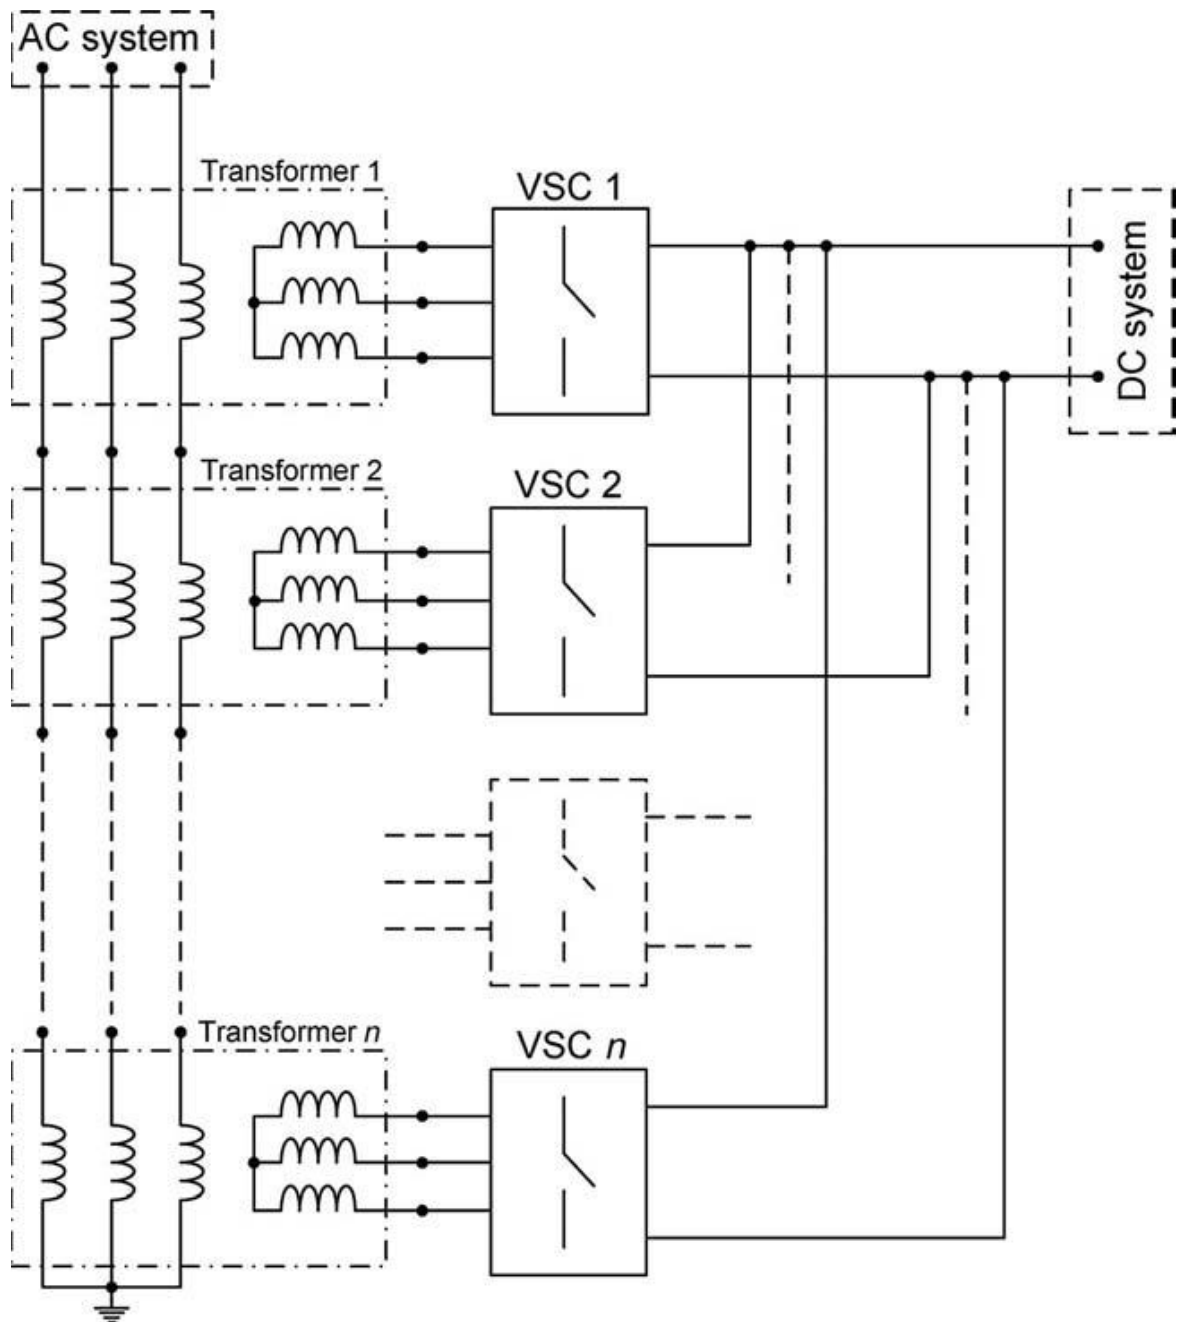 AC system
Transformer 1
VSC 1
DC system
Transformer 2
VSC 2
Transformer n
VSC n